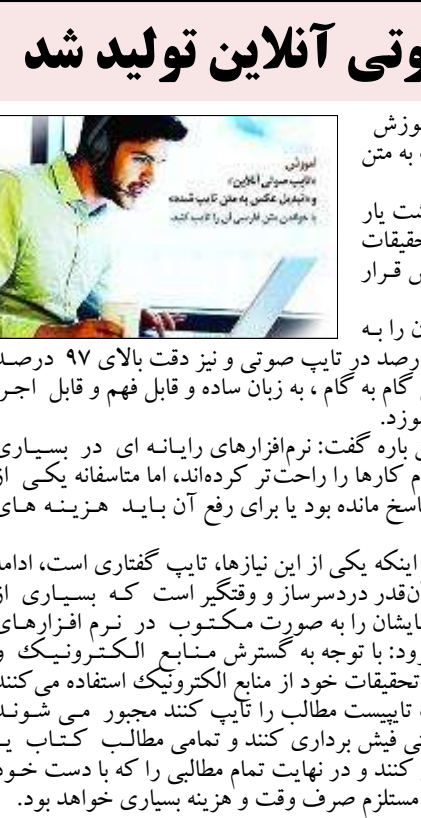 وتی آنلاین تولید شد
موزش
به متن
آموزش
«تایپ صوتی آنلاین»
و «تبدیل عکس به متن تایپ شده»
با خواندن متن فارسی آن را تایپ کنید.
شت یار
حقیقات
س قرار
ن را به
رصد در تایپ صوتی و نیز دقت بالای ۹۷ درصد
گام به گام ، به زبان ساده و قابل فهم و قابل اجر
موزد.
باره گفت: نرم‌افزارهای رایانه ای در بسیاری
م کارها را راحت‌تر کرده‌اند، اما متاسفانه یکی از
اسخ مانده بود یا برای رفع آن باید هزینه های
اینکه یکی از این نیازها، تایپ گفتاری است، ادامه
ن‌قدر دردسرساز و وقتگیر است که بسیاری از
ایشان را به صورت مکتوب در نرم افزارهای
رود: با توجه به گسترش منابع الکترونیک و
تحقیقات خود از منابع الکترونیک استفاده می‌کنند
تایپیست مطالب را تایپ کنند مجبور می شوند
نی فیش برداری کنند و تمامی مطالب کتاب یـ
کنند و در نهایت تمام مطالبی را که با دست خود
مستلزم صرف وقت و هزینه بسیاری خواهد بود.